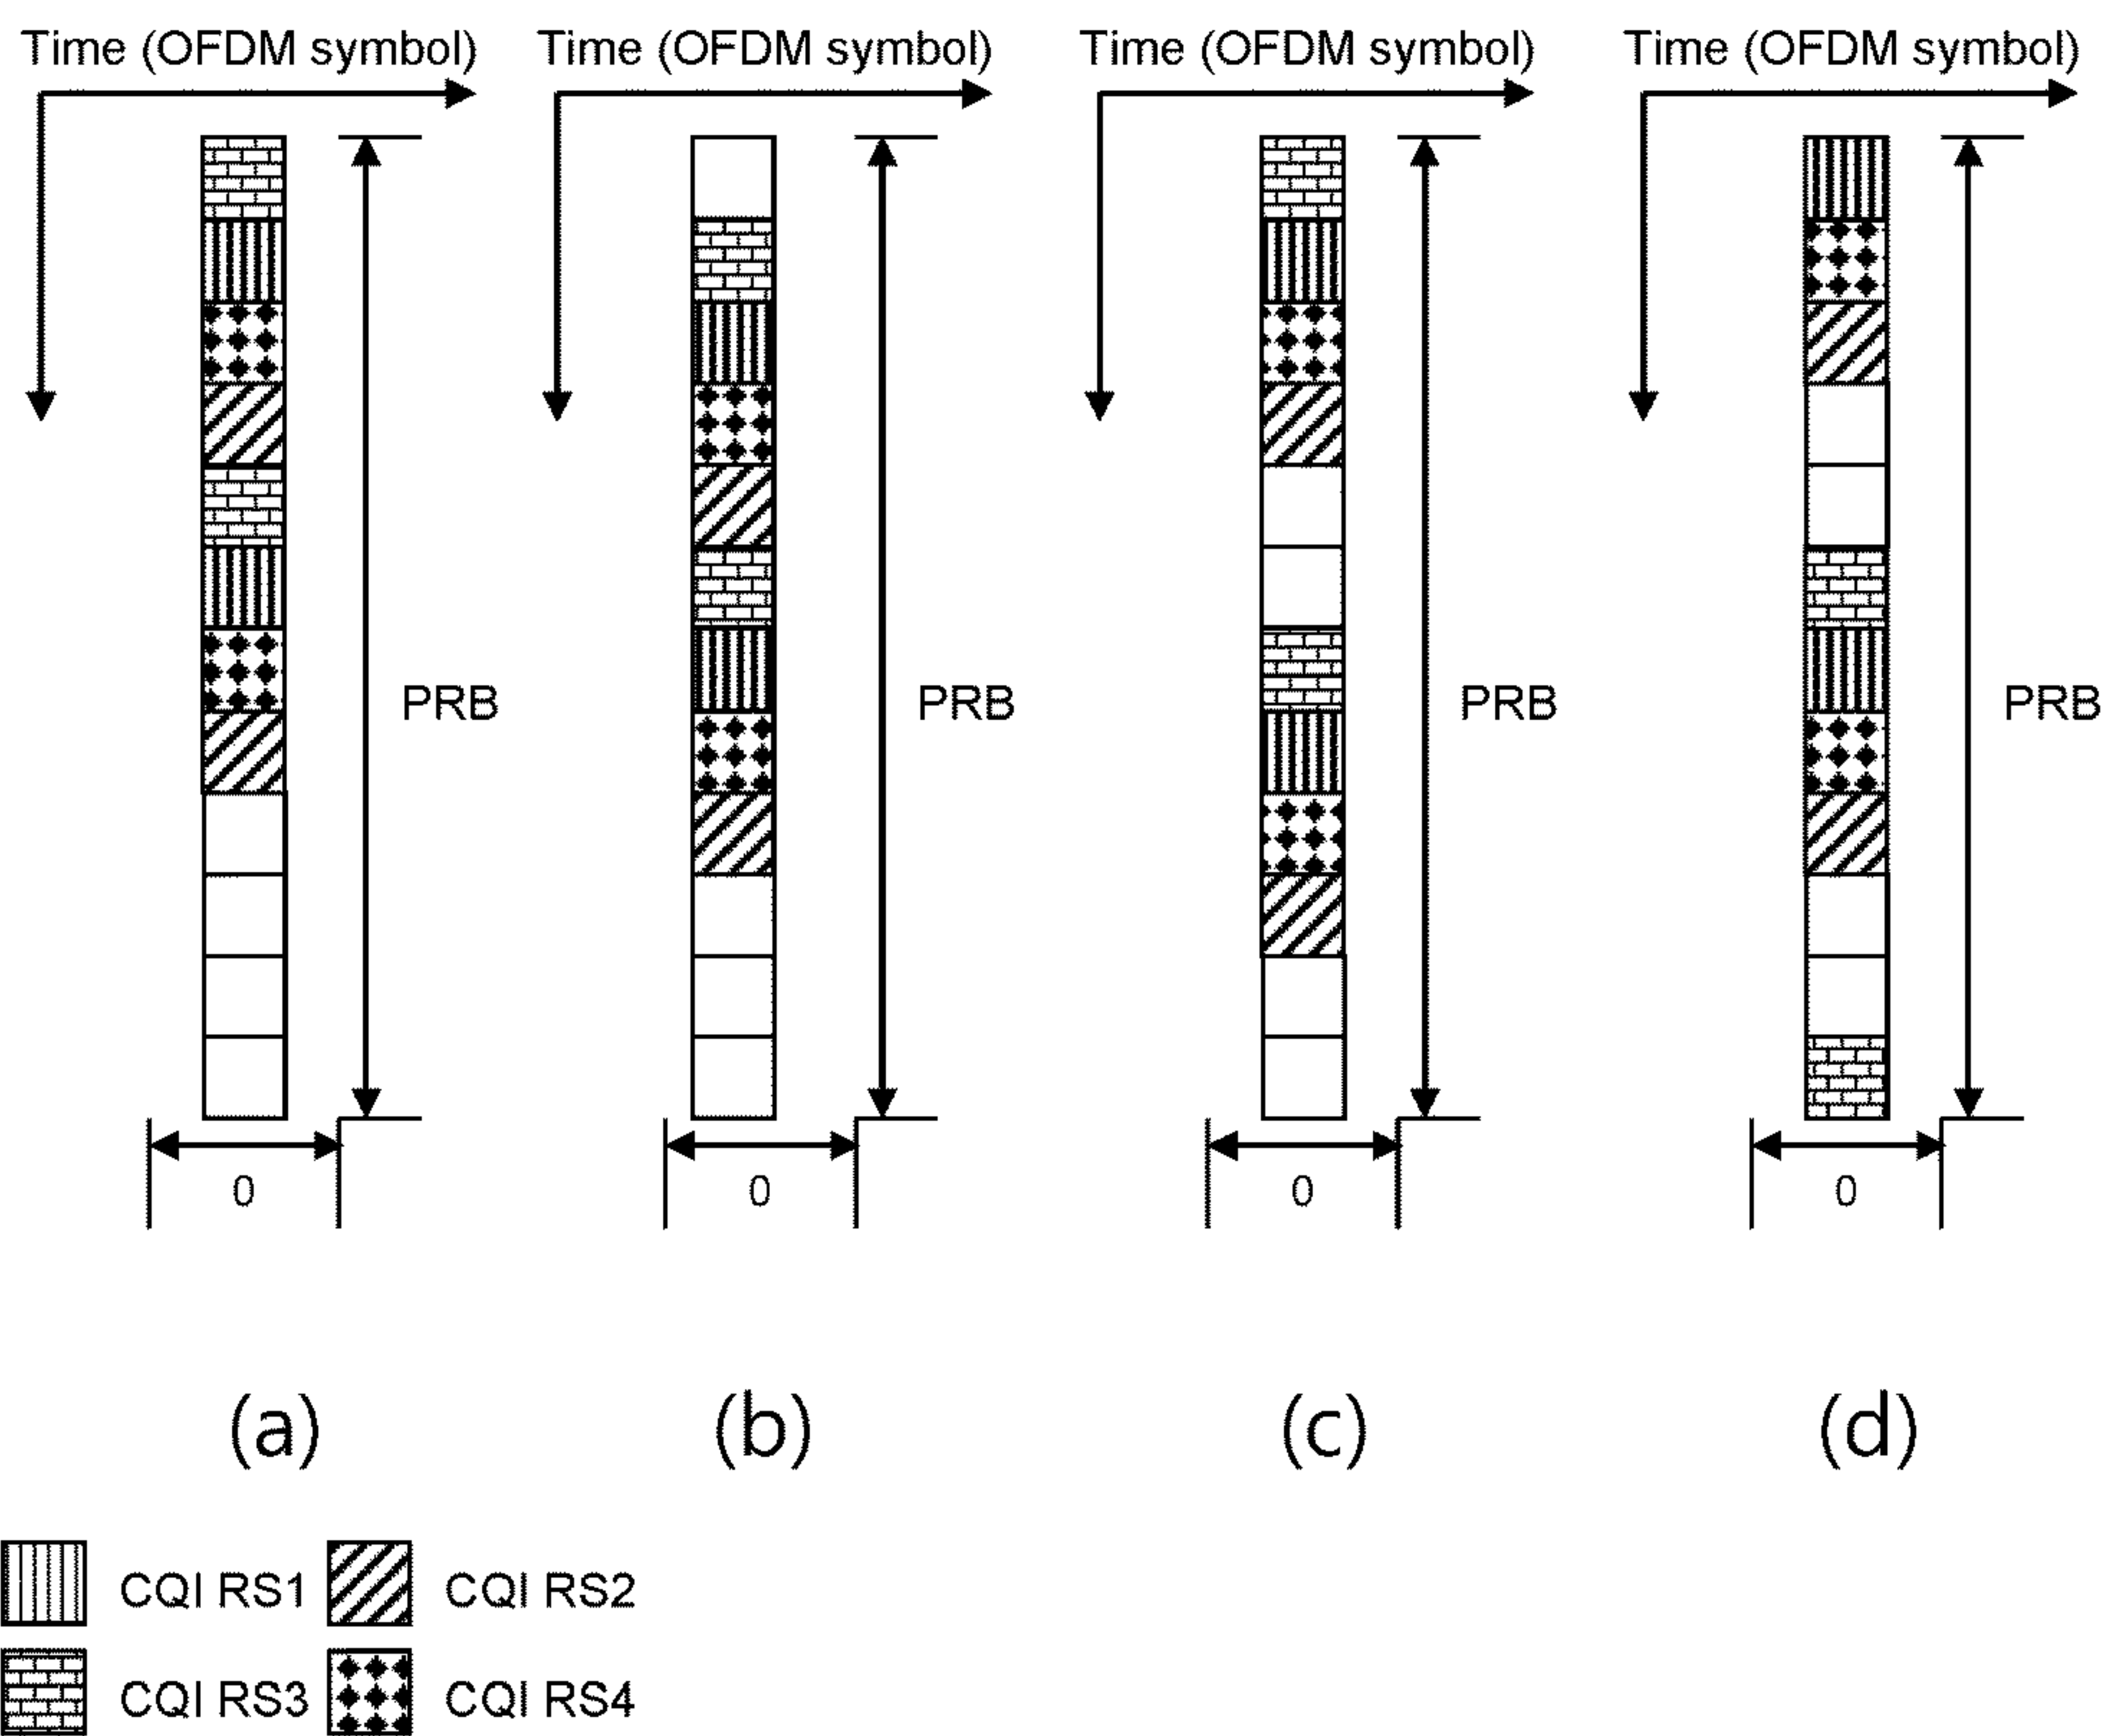 Time (OFDM symbol) Time (OFDM symbol) Time (OFDM symbol) Time (OFDM symbol)
PRB PRB PRB PRB
0 0 0 0
(a) (b) (c) (d)
CQI RS1 CQI RS2
CQI RS3 CQI RS4